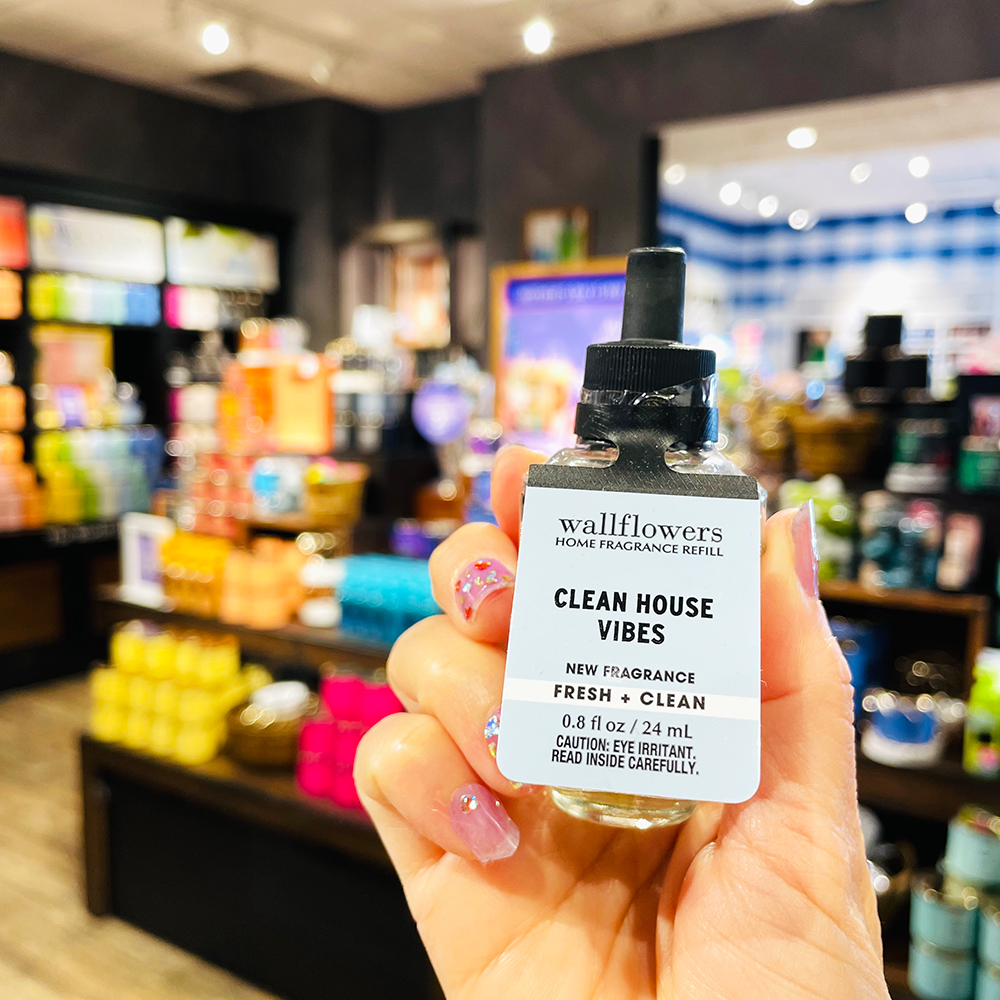 wallflowers
HOME FRAGRANCE REFILL
CLEAN HOUSE
VIBES
NEW FRAGRANCE
FRESH + CLEAN
0.8 fl oz / 24 mL
CAUTION: EYE IRRITANT.
READ INSIDE CAREFULLY.